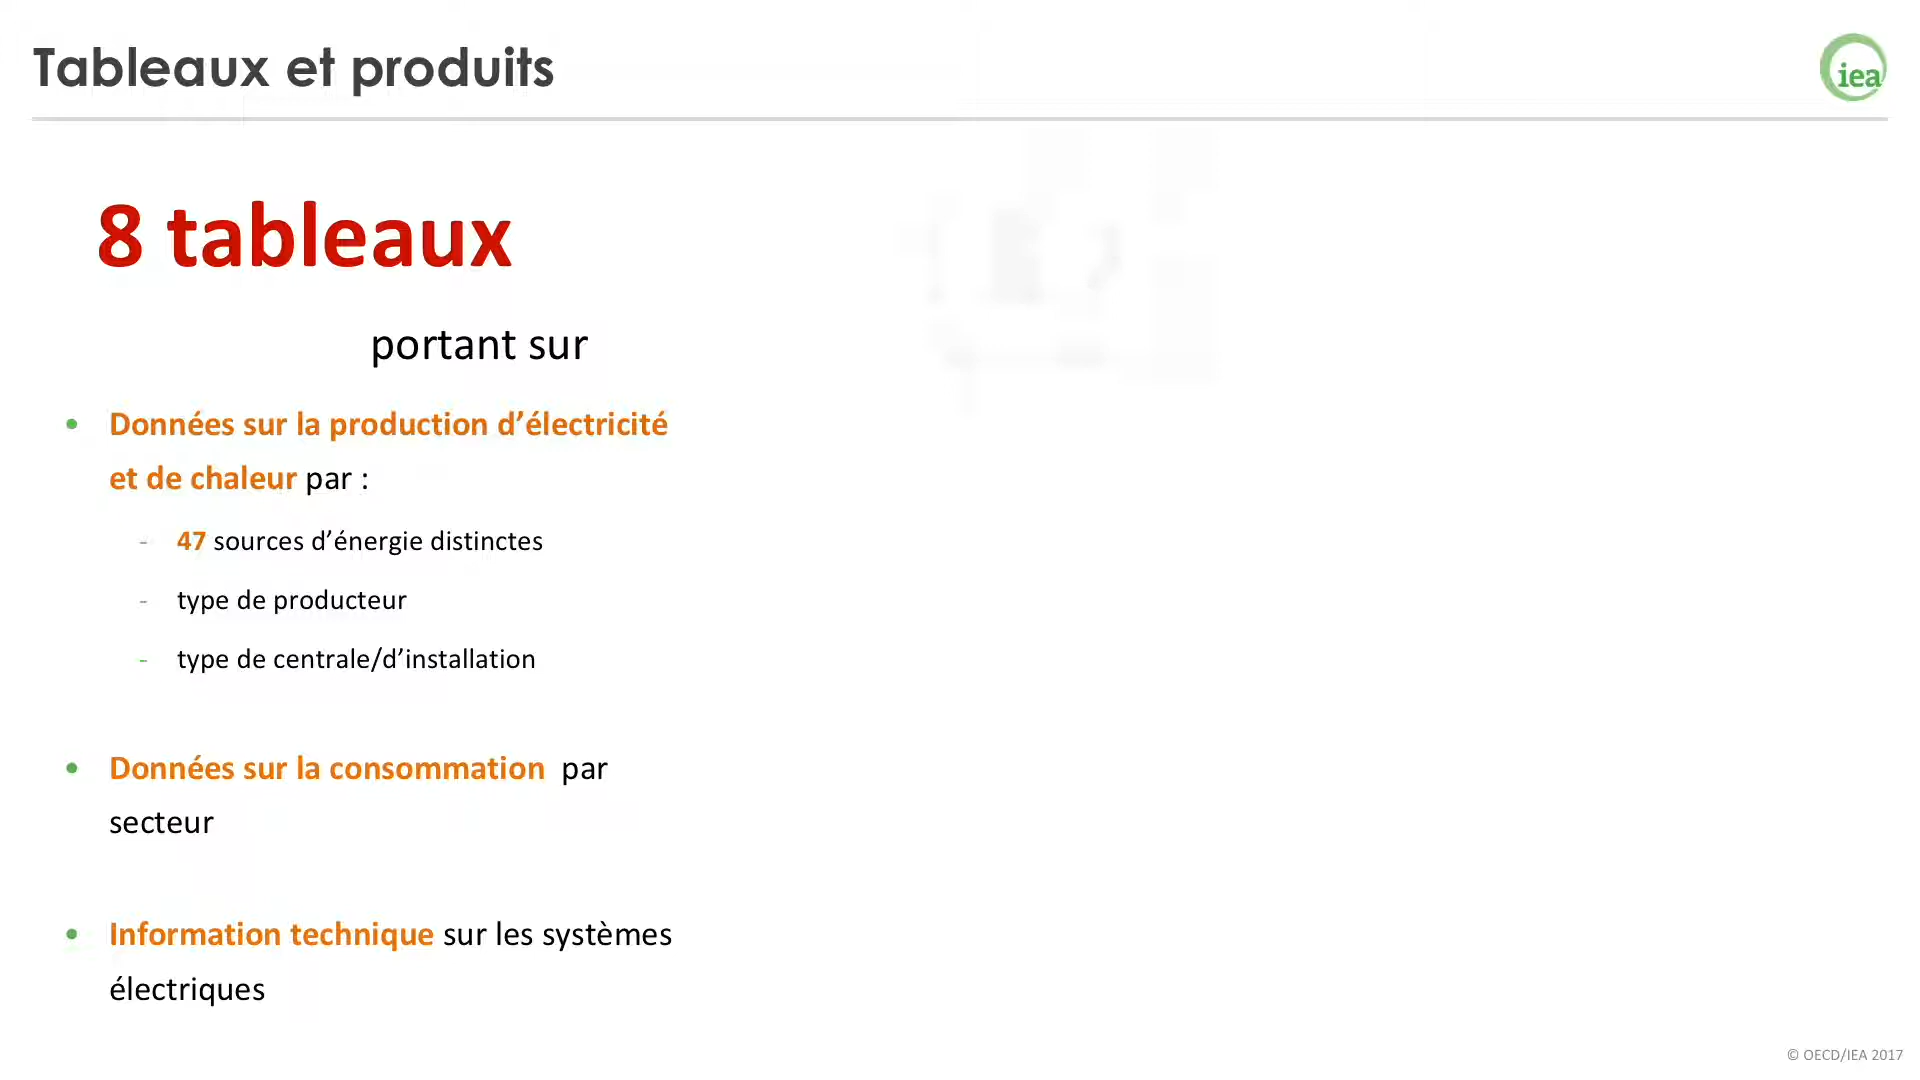 Tableaux et produits
iea
8 tableaux
portant sur
• Données sur la production d’électricité
et de chaleur par :
- 47 sources d’énergie distinctes
- type de producteur
- type de centrale/d’installation
• Données sur la consommation par
secteur
• Information technique sur les systèmes
électriques
© OECD/IEA 2017